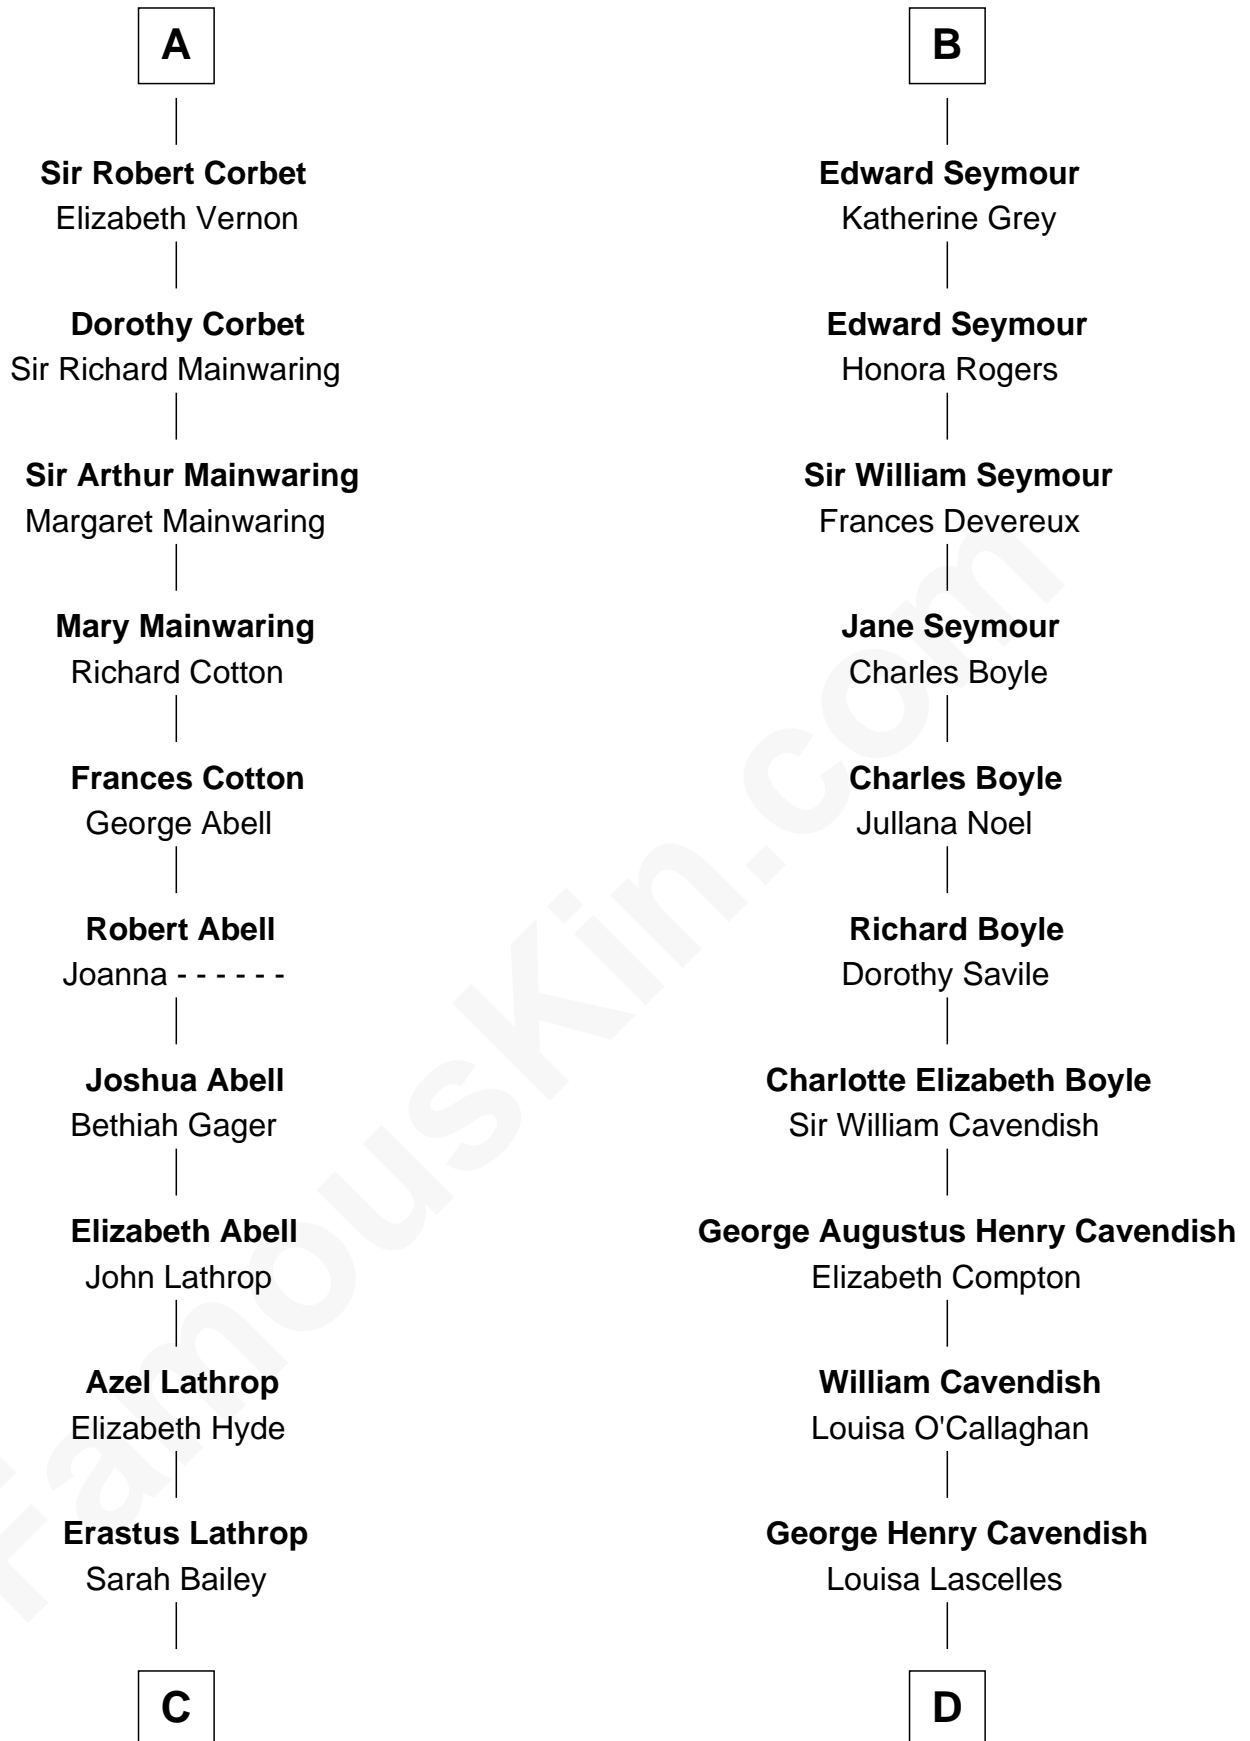 A
Sir Robert Corbet
Elizabeth Vernon
Dorothy Corbet
Sir Richard Mainwaring
Sir Arthur Mainwaring
Margaret Mainwaring
Mary Mainwaring
Richard Cotton
Frances Cotton
George Abell
Robert Abell
Joanna - - - - - -
Joshua Abell
Bethiah Gager
Elizabeth Abell
John Lathrop
Azel Lathrop
Elizabeth Hyde
Erastus Lathrop
Sarah Bailey
C
B
Edward Seymour
Katherine Grey
Edward Seymour
Honora Rogers
Sir William Seymour
Frances Devereux
Jane Seymour
Charles Boyle
Charles Boyle
Jullana Noel
Richard Boyle
Dorothy Savile
Charlotte Elizabeth Boyle
Sir William Cavendish
George Augustus Henry Cavendish
Elizabeth Compton
William Cavendish
Louisa O'Callaghan
George Henry Cavendish
Louisa Lascelles
D
FamousKin.com